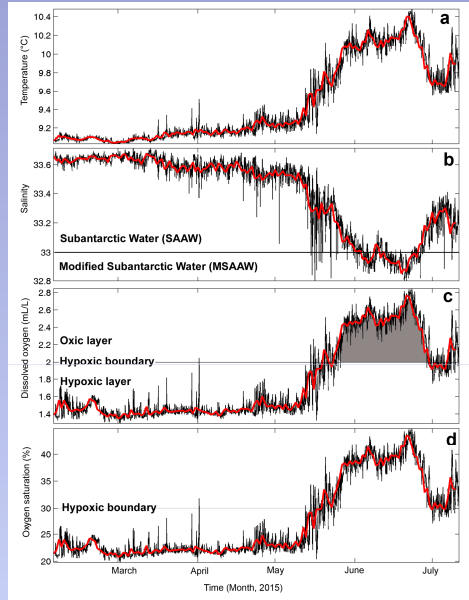 a
Temperature (°C)
10.4
10.2
10
9.8
9.6
9.4
9.2
b
Salinity
33.6
33.4
33.2
33
32.8
Subantarctic Water (SAAW)
Modified Subantarctic Water (MSAAW)
c
Dissolved oxygen (mL/L)
2.8
2.6
2.4
2.2
2
1.8
1.6
1.4
Oxic layer
Hypoxic boundary
Hypoxic layer
d
Oxygen saturation (%)
40
35
30
25
20
Hypoxic boundary
March April May June July
Time (Month, 2015)